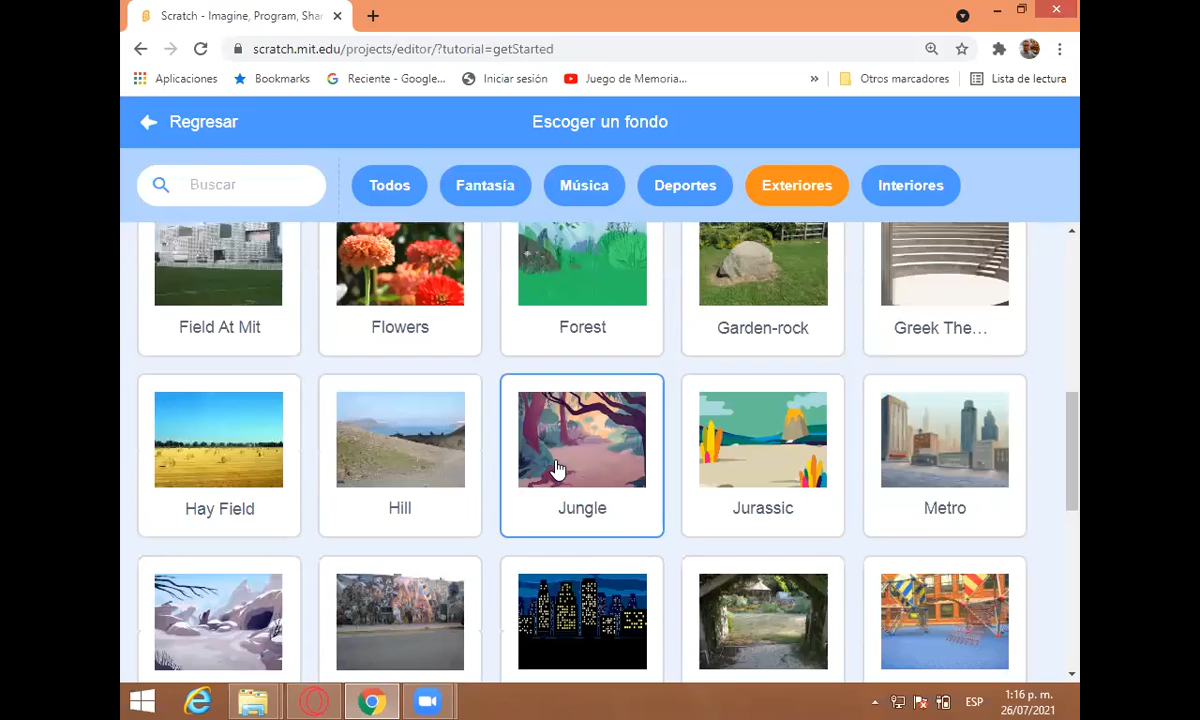 Scratch - Imagine, Program, Shar
scratch.mit.edu/projects/editor/?tutorial=getStarted
Aplicaciones Bookmarks Reciente - Google... Iniciar sesión Juego de Memoria... » Otros marcadores Lista de lectura
Regresar Escoger un fondo
Buscar Todos Fantasía Música Deportes Exteriores Interiores
Field At Mit Flowers Forest Garden-rock Greek The...
Hay Field Hill Jungle Jurassic Metro
ESP 1:16 p. m.
26/07/2021